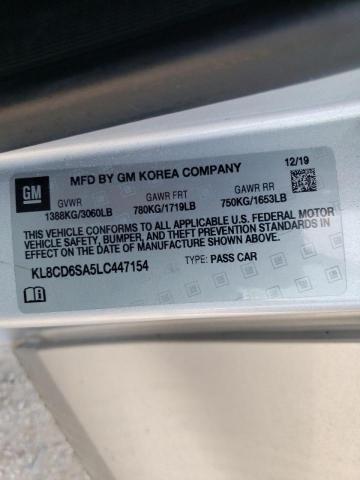 GM
MFD BY GM KOREA COMPANY
12/19
GVWR GAWR FRT GAWR RR
1388KG/3060LB 780KG/1719LB 750KG/1653LB
THIS VEHICLE CONFORMS TO ALL APPLICABLE U.S. FEDERAL MOTOR
VEHICLE SAFETY, BUMPER, AND THEFT PREVENTION STANDARDS IN
EFFECT ON THE DATE OF MANUFACTURE SHOWN ABOVE.
KL8CD6SA5LC447154 TYPE: PASS CAR